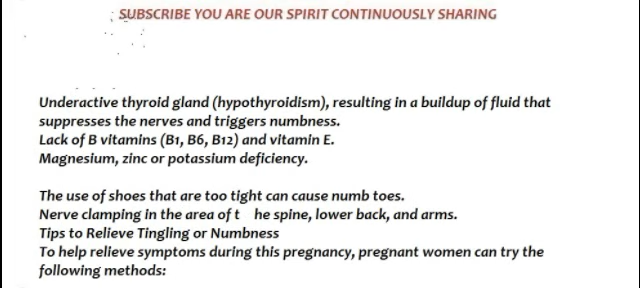 SUBSCRIBE YOU ARE OUR SPIRIT CONTINUOUSLY SHARING
Underactive thyroid gland (hypothyroidism), resulting in a buildup of fluid that
suppresses the nerves and triggers numbness.
Lack of B vitamins (B1, B6, B12) and vitamin E.
Magnesium, zinc or potassium deficiency.
The use of shoes that are too tight can cause numb toes.
Nerve clamping in the area of t he spine, lower back, and arms.
Tips to Relieve Tingling or Numbness
To help relieve symptoms during this pregnancy, pregnant women can try the
following methods: